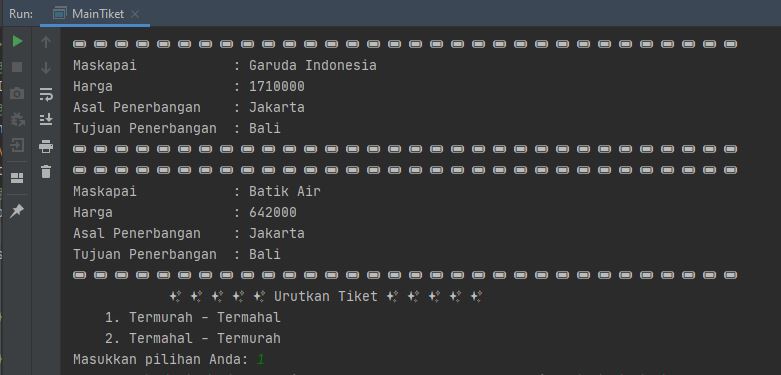 Run: MainTiket
Maskapai : Garuda Indonesia
Harga : 1710000
Asal Penerbangan : Jakarta
Tujuan Penerbangan : Bali
Maskapai : Batik Air
Harga : 642000
Asal Penerbangan : Jakarta
Tujuan Penerbangan : Bali
✨ ✨ ✨ ✨ ✨ Urutkan Tiket ✨ ✨ ✨ ✨ ✨
1. Termurah - Termahal
2. Termahal - Termurah
Masukkan pilihan Anda: 1